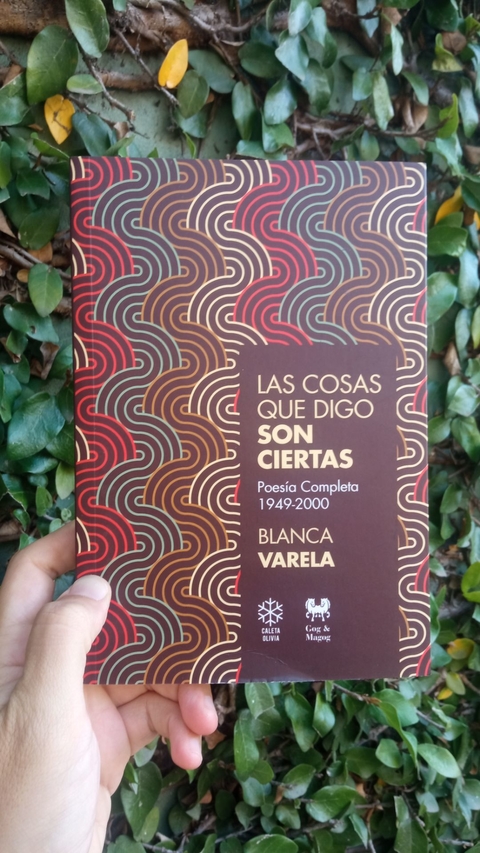 LAS COSAS
QUE DIGO
SON
CIERTAS
Poesía Completa
1949-2000
BLANCA
VARELA
CALETA
OLIVIA
Gog &
Magog